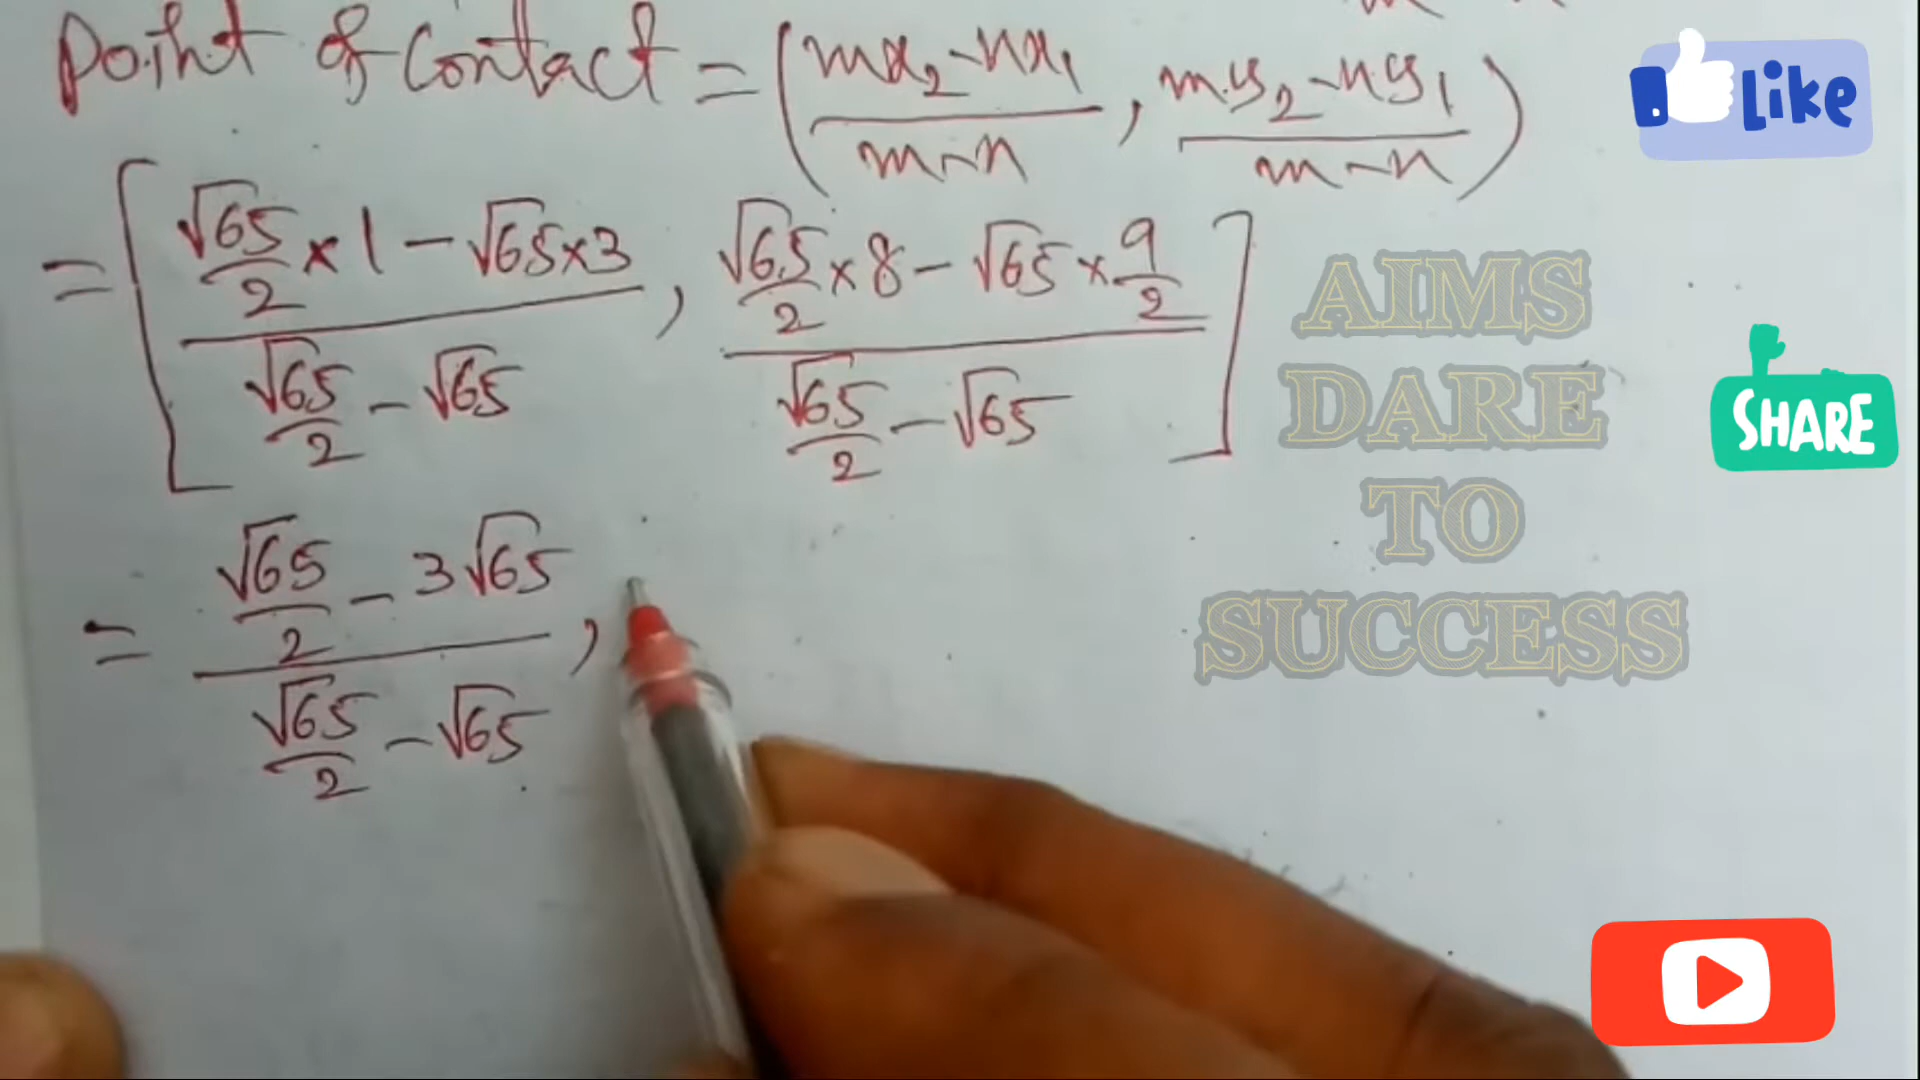 Point of Contact = (mx₂-nx₁/m-n, my₂-ny₁/m-n)
= [√65/2 × 1 - √65 × 3 / √65/2 - √65, √65/2 × 8 - √65 × 9/2 / √65/2 - √65]
= √65/2 - 3√65 / √65/2 - √65,
Like
AIMS
DARE
TO
SUCCESS
SHARE